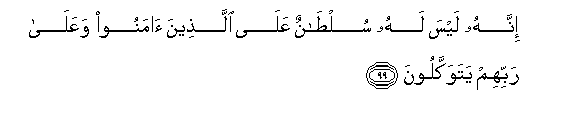 إِنَّهُۥ لَيْسَ لَهُۥ سُلْطَـٰنٌ عَلَى ٱلَّذِينَ ءَامَنُوا۟ وَعَلَىٰ
رَبِّهِمْ يَتَوَكَّلُونَ ﴿٩٩﴾